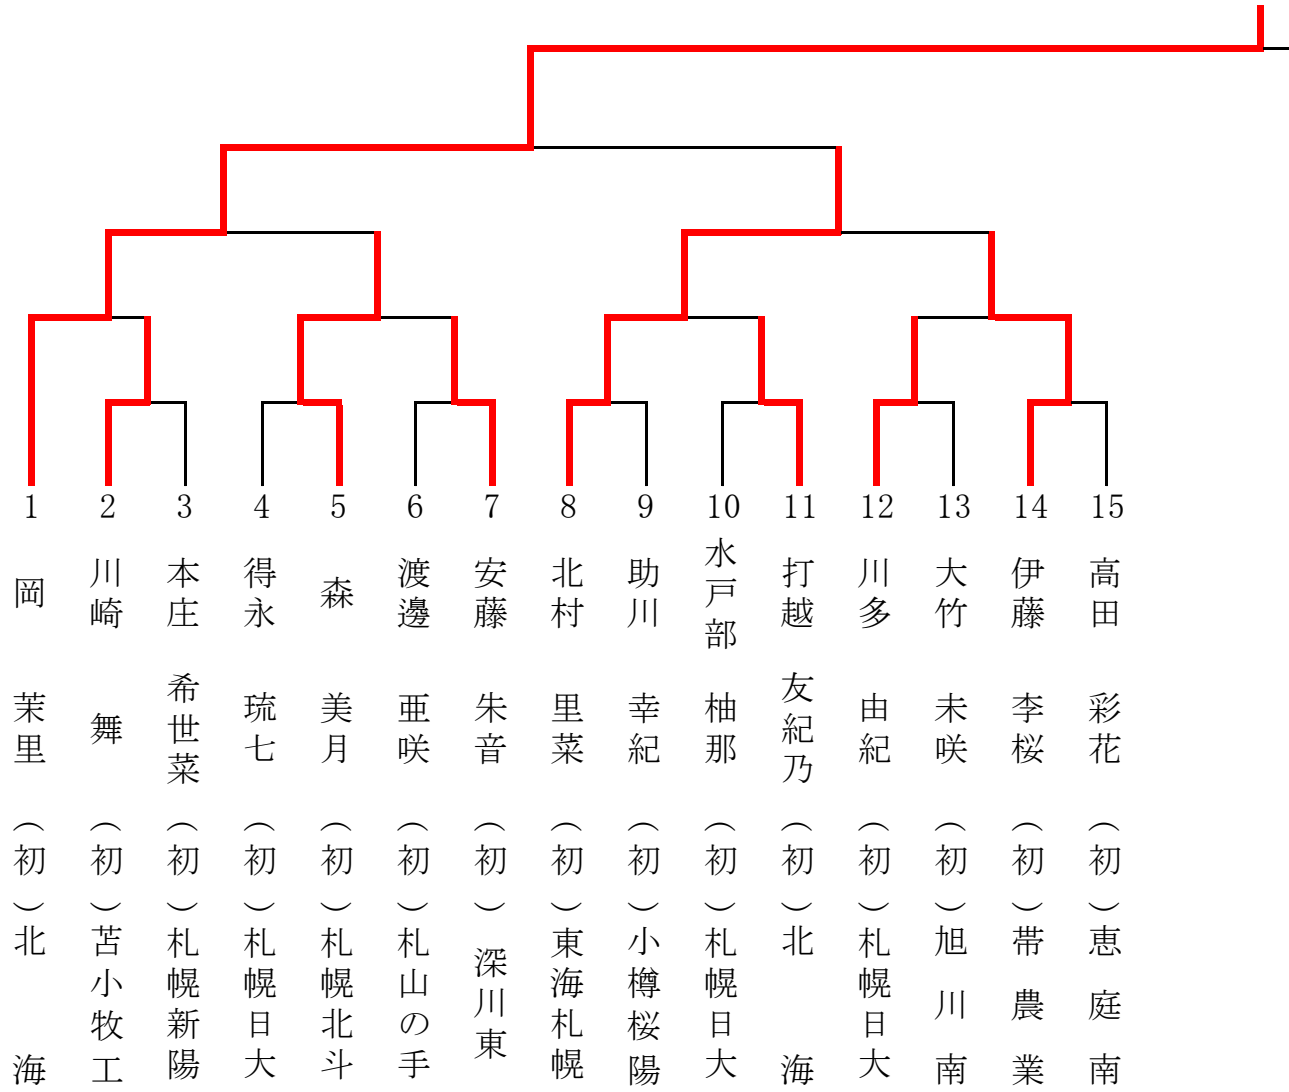 1 岡 茉里 (初) 北海
2 川崎 舞 (初) 苫小牧工
3 本庄 希世菜 (初) 札幌新陽
4 得永 琉七 (初) 札幌日大
5 森 美月 (初) 札幌北斗
6 渡邊 亜咲 (初) 札山の手
7 安藤 朱音 (初) 深川東
8 北村 里菜 (初) 東海札幌
9 助川 幸紀 (初) 小樽桜陽
10 水戸部 柚那 (初) 札幌日大
11 打越 友紀乃 (初) 北海
12 川多 由紀 (初) 札幌日大
13 大竹 未咲 (初) 旭川南
14 伊藤 李桜 (初) 帯農業
15 高田 彩花 (初) 恵庭南